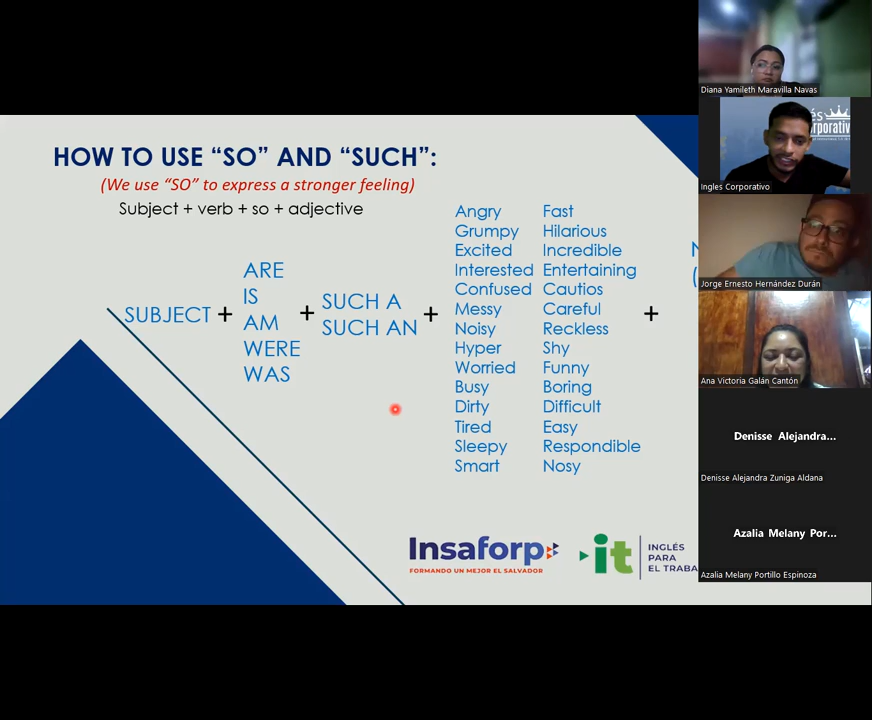 HOW TO USE “SO” AND “SUCH”:
(We use “SO” to express a stronger feeling)
Subject + verb + so + adjective
SUBJECT +
ARE
IS
AM
WERE
WAS
+
SUCH A
SUCH AN
+
Angry
Grumpy
Excited
Interested
Confused
Messy
Noisy
Hyper
Worried
Busy
Dirty
Tired
Sleepy
Smart
Fast
Hilarious
Incredible
Entertaining
Cautios
Careful
Reckless
Shy
Funny
Boring
Difficult
Easy
Respondible
Nosy
+
Insaforp
FORMANDO UN MEJOR EL SALVADOR
it
INGLÉS
PARA
EL TRABA
Diana Yamileth Maravilla Navas
Ingles Corporativo
Jorge Ernesto Hernández Durán
Ana Victoria Galán Cantón
Denisse Alejandra...
Denisse Alejandra Zuniga Aldana
Azalia Melany Por...
Azalia Melany Portillo Espinoza